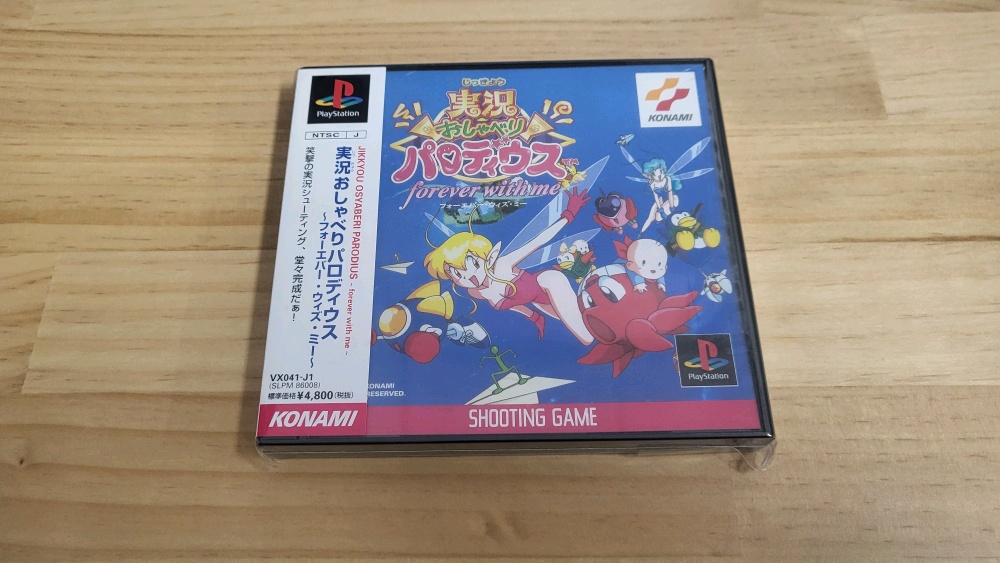 PlayStation
NTSC J
JIKKYOU OSYABERI PARODIUS - forever with me -
実況おしゃべりパロディウス
~フォーエバー・ウィズ・ミー~
笑撃の実況シューティング、堂々完成だぁ!
VX041-J1
(SLPM 86008)
標準価格¥4,800(税抜)
KONAMI
じっきょう
実況
おしゃべり
パロディウス™
forever with me
フォーエバー・ウィズ・ミー
KONAMI
KONAMI
RESERVED.
PlayStation
SHOOTING GAME